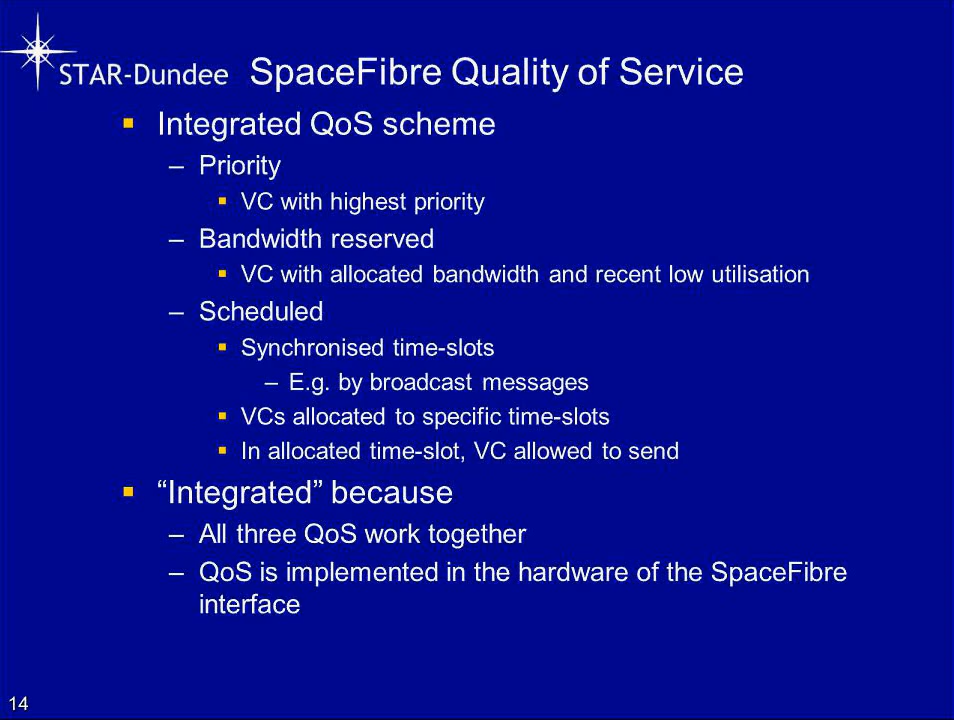 STAR-Dundee SpaceFibre Quality of Service
▪ Integrated QoS scheme
– Priority
▪ VC with highest priority
– Bandwidth reserved
▪ VC with allocated bandwidth and recent low utilisation
– Scheduled
▪ Synchronised time-slots
– E.g. by broadcast messages
▪ VCs allocated to specific time-slots
▪ In allocated time-slot, VC allowed to send
▪ “Integrated” because
– All three QoS work together
– QoS is implemented in the hardware of the SpaceFibre
interface
14